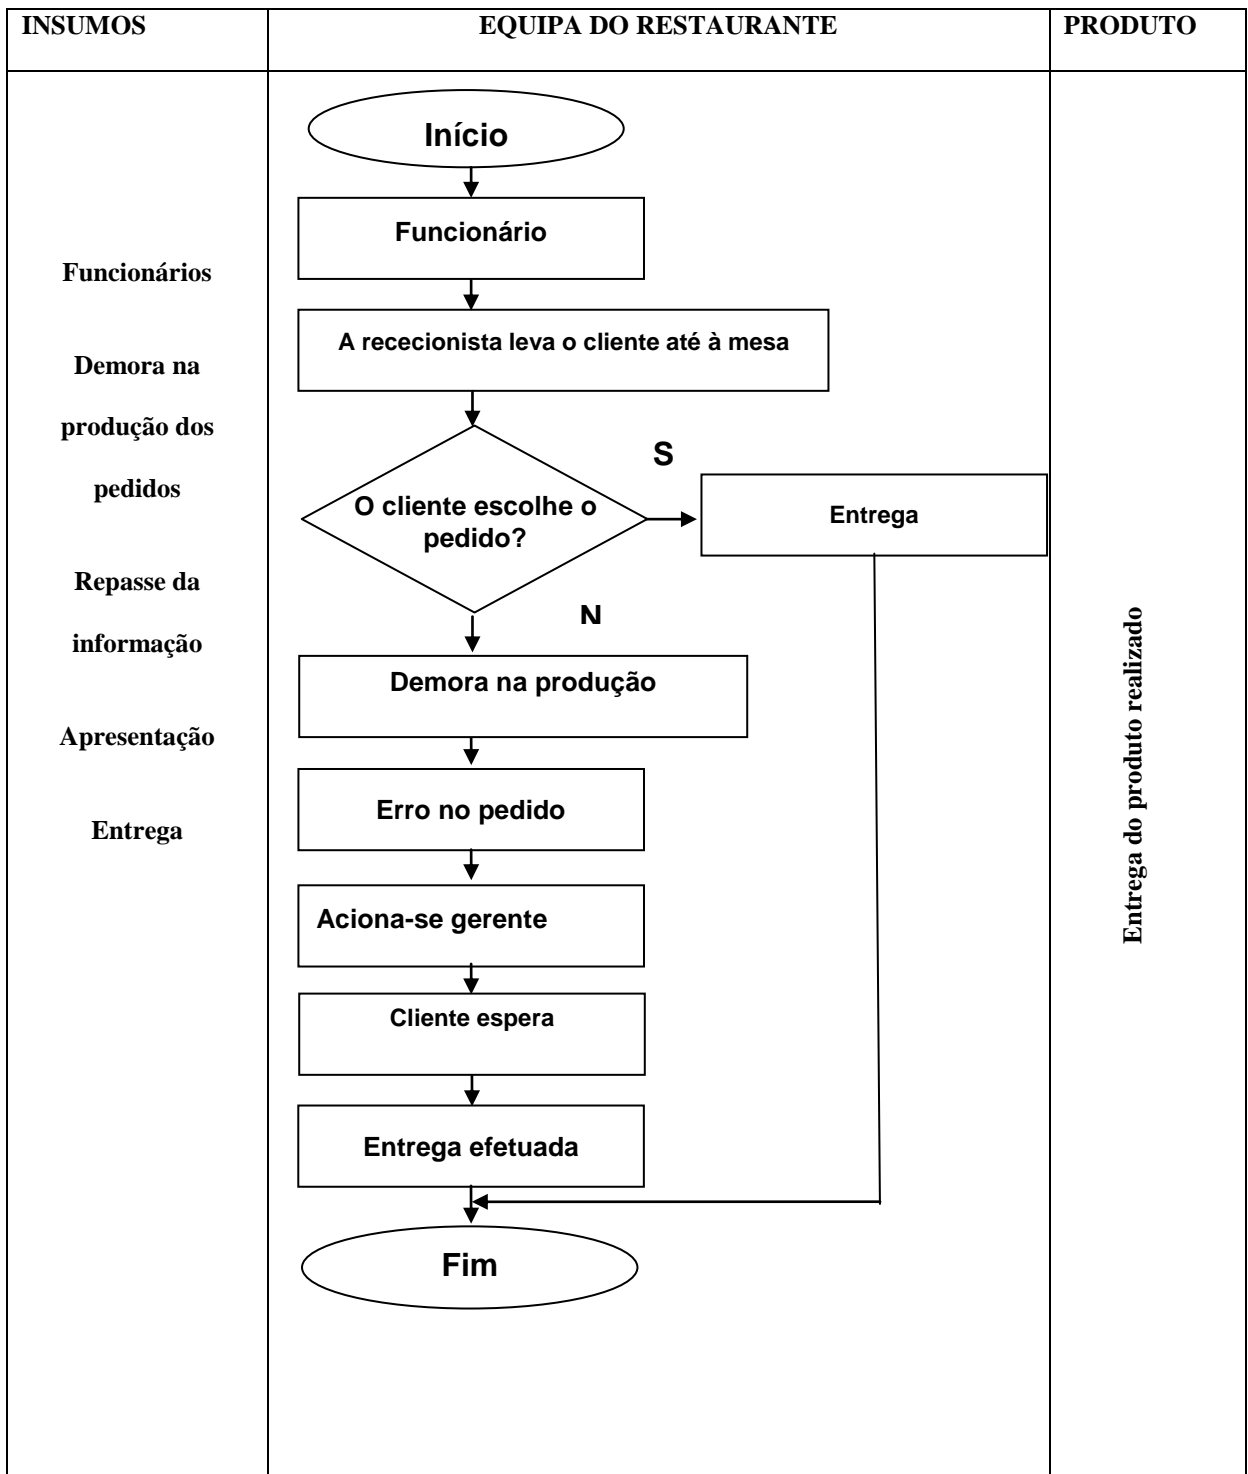 INSUMOS
EQUIPA DO RESTAURANTE
PRODUTO
Funcionários
Demora na
produção dos
pedidos
Repasse da
informação
Apresentação
Entrega
Início
Funcionário
A rececionista leva o cliente até à mesa
O cliente escolhe o
pedido?
S
Entrega
N
Demora na produção
Erro no pedido
Aciona-se gerente
Cliente espera
Entrega efetuada
Fim
Entrega do produto realizado